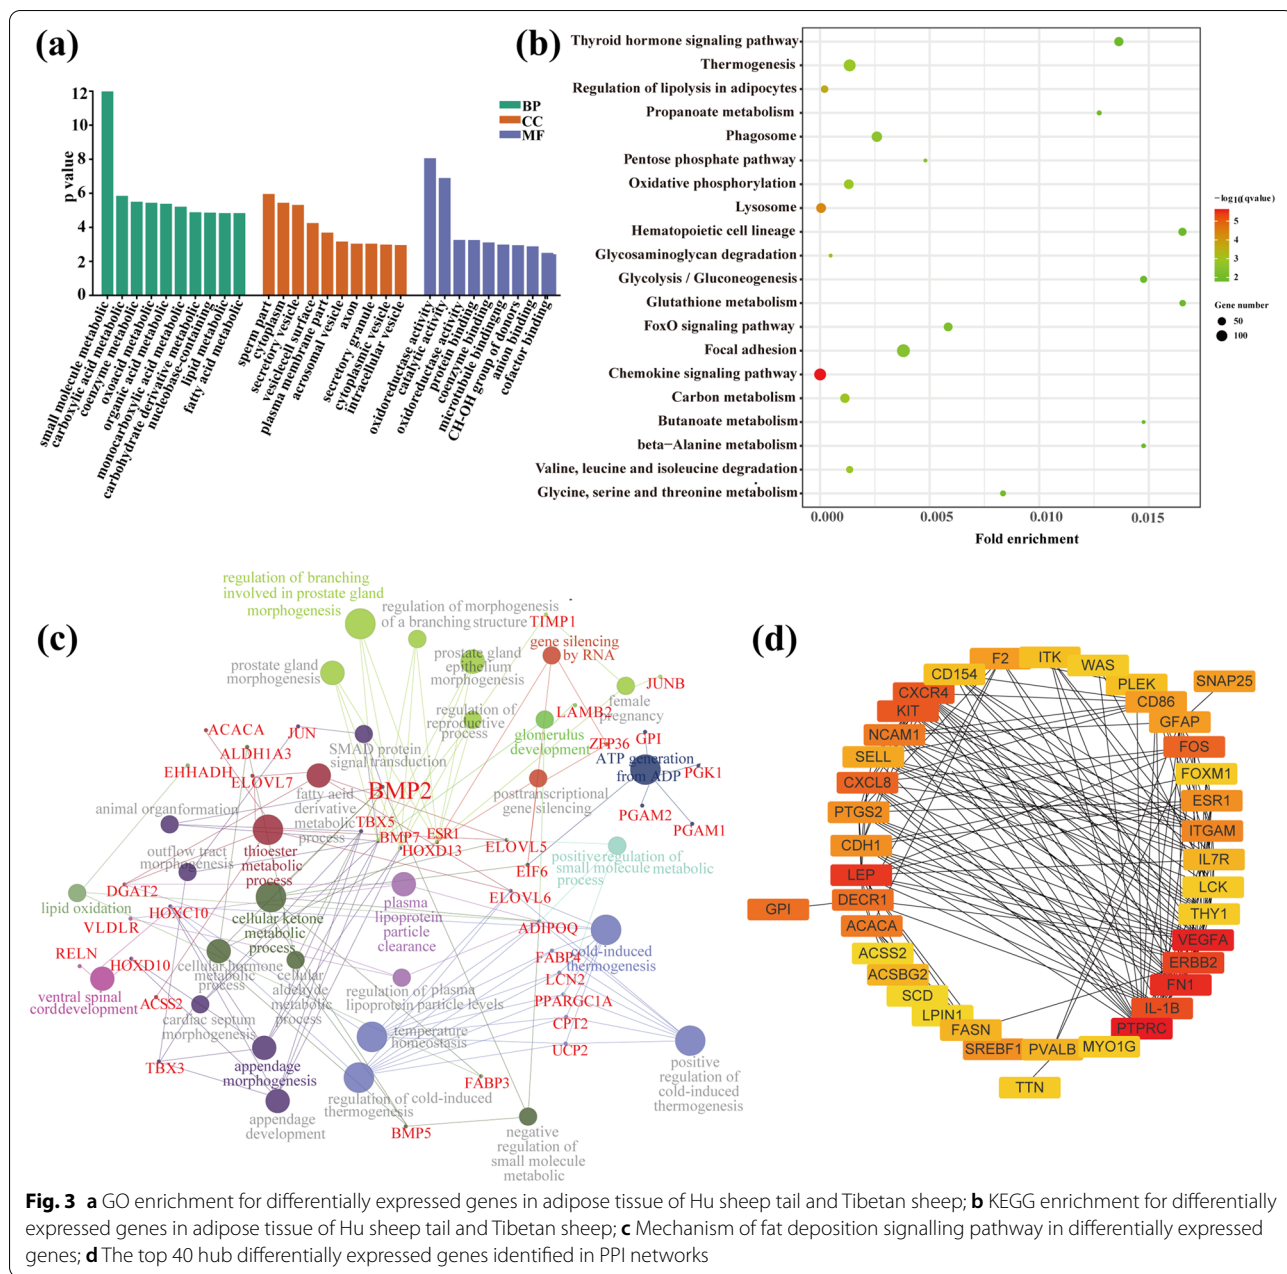 (a)
p value
12
10
8
6
4
2
0
BP
CC
MF
small molecule metabolic
carboxylic acid metabolic
coenzyme metabolic
oxoacid metabolic
organic acid metabolic
monocarboxylic acid metabolic
carbohydrate derivative metabolic
nucleobase-containing
lipid metabolic
fatty acid metabolic
sperm part
cytoplasm
secretory vesicle
vesiclecell surface
plasma membrane part
acrosomal vesicle
axon
secretory granule
cytoplasmic vesicle
intracellular vesicle
oxidoreductase activity
catalytic activity
oxidoreductase activity
protein binding
coenzyme binding
microtubule bindingng
CH-OH group of donors
anion binding
cofactor binding
(b)
Thyroid hormone signaling pathway
Thermogenesis
Regulation of lipolysis in adipocytes
Propanoate metabolism
Phagosome
Pentose phosphate pathway
Oxidative phosphorylation
Lysosome
Hematopoietic cell lineage
Glycosaminoglycan degradation
Glycolysis / Gluconeogenesis
Glutathione metabolism
FoxO signaling pathway
Focal adhesion
Chemokine signaling pathway
Carbon metabolism
Butanoate metabolism
beta−Alanine metabolism
Valine, leucine and isoleucine degradation
Glycine, serine and threonine metabolism
0.000
0.005
0.010
0.015
Fold enrichment
−log10(qvalue)
5
4
3
2
Gene number
50
100
(c)
regulation of branching
involved in prostate gland
morphogenesis
regulation of morphogenesis
of a branching structure
TIMP1
gene silencing
by RNA
prostate gland
morphogenesis
prostate gland
epithelium
morphogenesis
JUNB
female
pregnancy
regulation of
reproductive
process
LAMB2
glomerulus
development
ZFP36
GPI
ACACA
JUN
ALDH1A3
SMAD protein
signal transduction
EHHADH
ELOVL7
ATP generation
from ADP
PGK1
fatty acid
derivative
metabolic
process
BMP2
posttranscriptional
gene silencing
PGAM2
PGAM1
animal organformation
TBX5
BMP7
ESR1
HOXD13
ELOVL5
outflow tract
morphogenesis
thioester
metabolic
process
EIF6
positive regulation of
small molecule metabolic
process
DGAT2
lipid oxidation
HOXC10
VLDLR
cellular ketone
metabolic
process
plasma
lipoprotein
particle
clearance
ELOVL6
ADIPOQ
cold-induced
thermogenesis
RELN
HOXD10
cellular hormone
metabolic
process
cellular
aldehyde
metabolic
process
FABP4
LCN2
ventral spinal
corddevelopment
ACSS2
regulation of plasma
lipoprotein particle levels
PPARGC1A
cardiac septum
morphogenesis
temperature
homeostasis
CPT2
UCP2
TBX3
appendage
morphogenesis
FABP3
positive
regulation of
cold-induced
thermogenesis
regulation of cold-induced
thermogenesis
appendage
development
BMP5
negative
regulation of
small molecule
metabolic
(d)
F2
ITK
WAS
CD154
PLEK
SNAP25
CXCR4
CD86
KIT
GFAP
NCAM1
FOS
SELL
FOXM1
CXCL8
ESR1
PTGS2
ITGAM
CDH1
IL7R
LEP
LCK
DECR1
THY1
GPI
ACACA
VEGFA
ACSS2
ERBB2
ACSBG2
FN1
SCD
IL-1B
LPIN1
PTPRC
FASN
MYO1G
SREBF1
PVALB
TTN
Fig. 3 a GO enrichment for differentially expressed genes in adipose tissue of Hu sheep tail and Tibetan sheep; b KEGG enrichment for differentially
expressed genes in adipose tissue of Hu sheep tail and Tibetan sheep; c Mechanism of fat deposition signalling pathway in differentially expressed
genes; d The top 40 hub differentially expressed genes identified in PPI networks